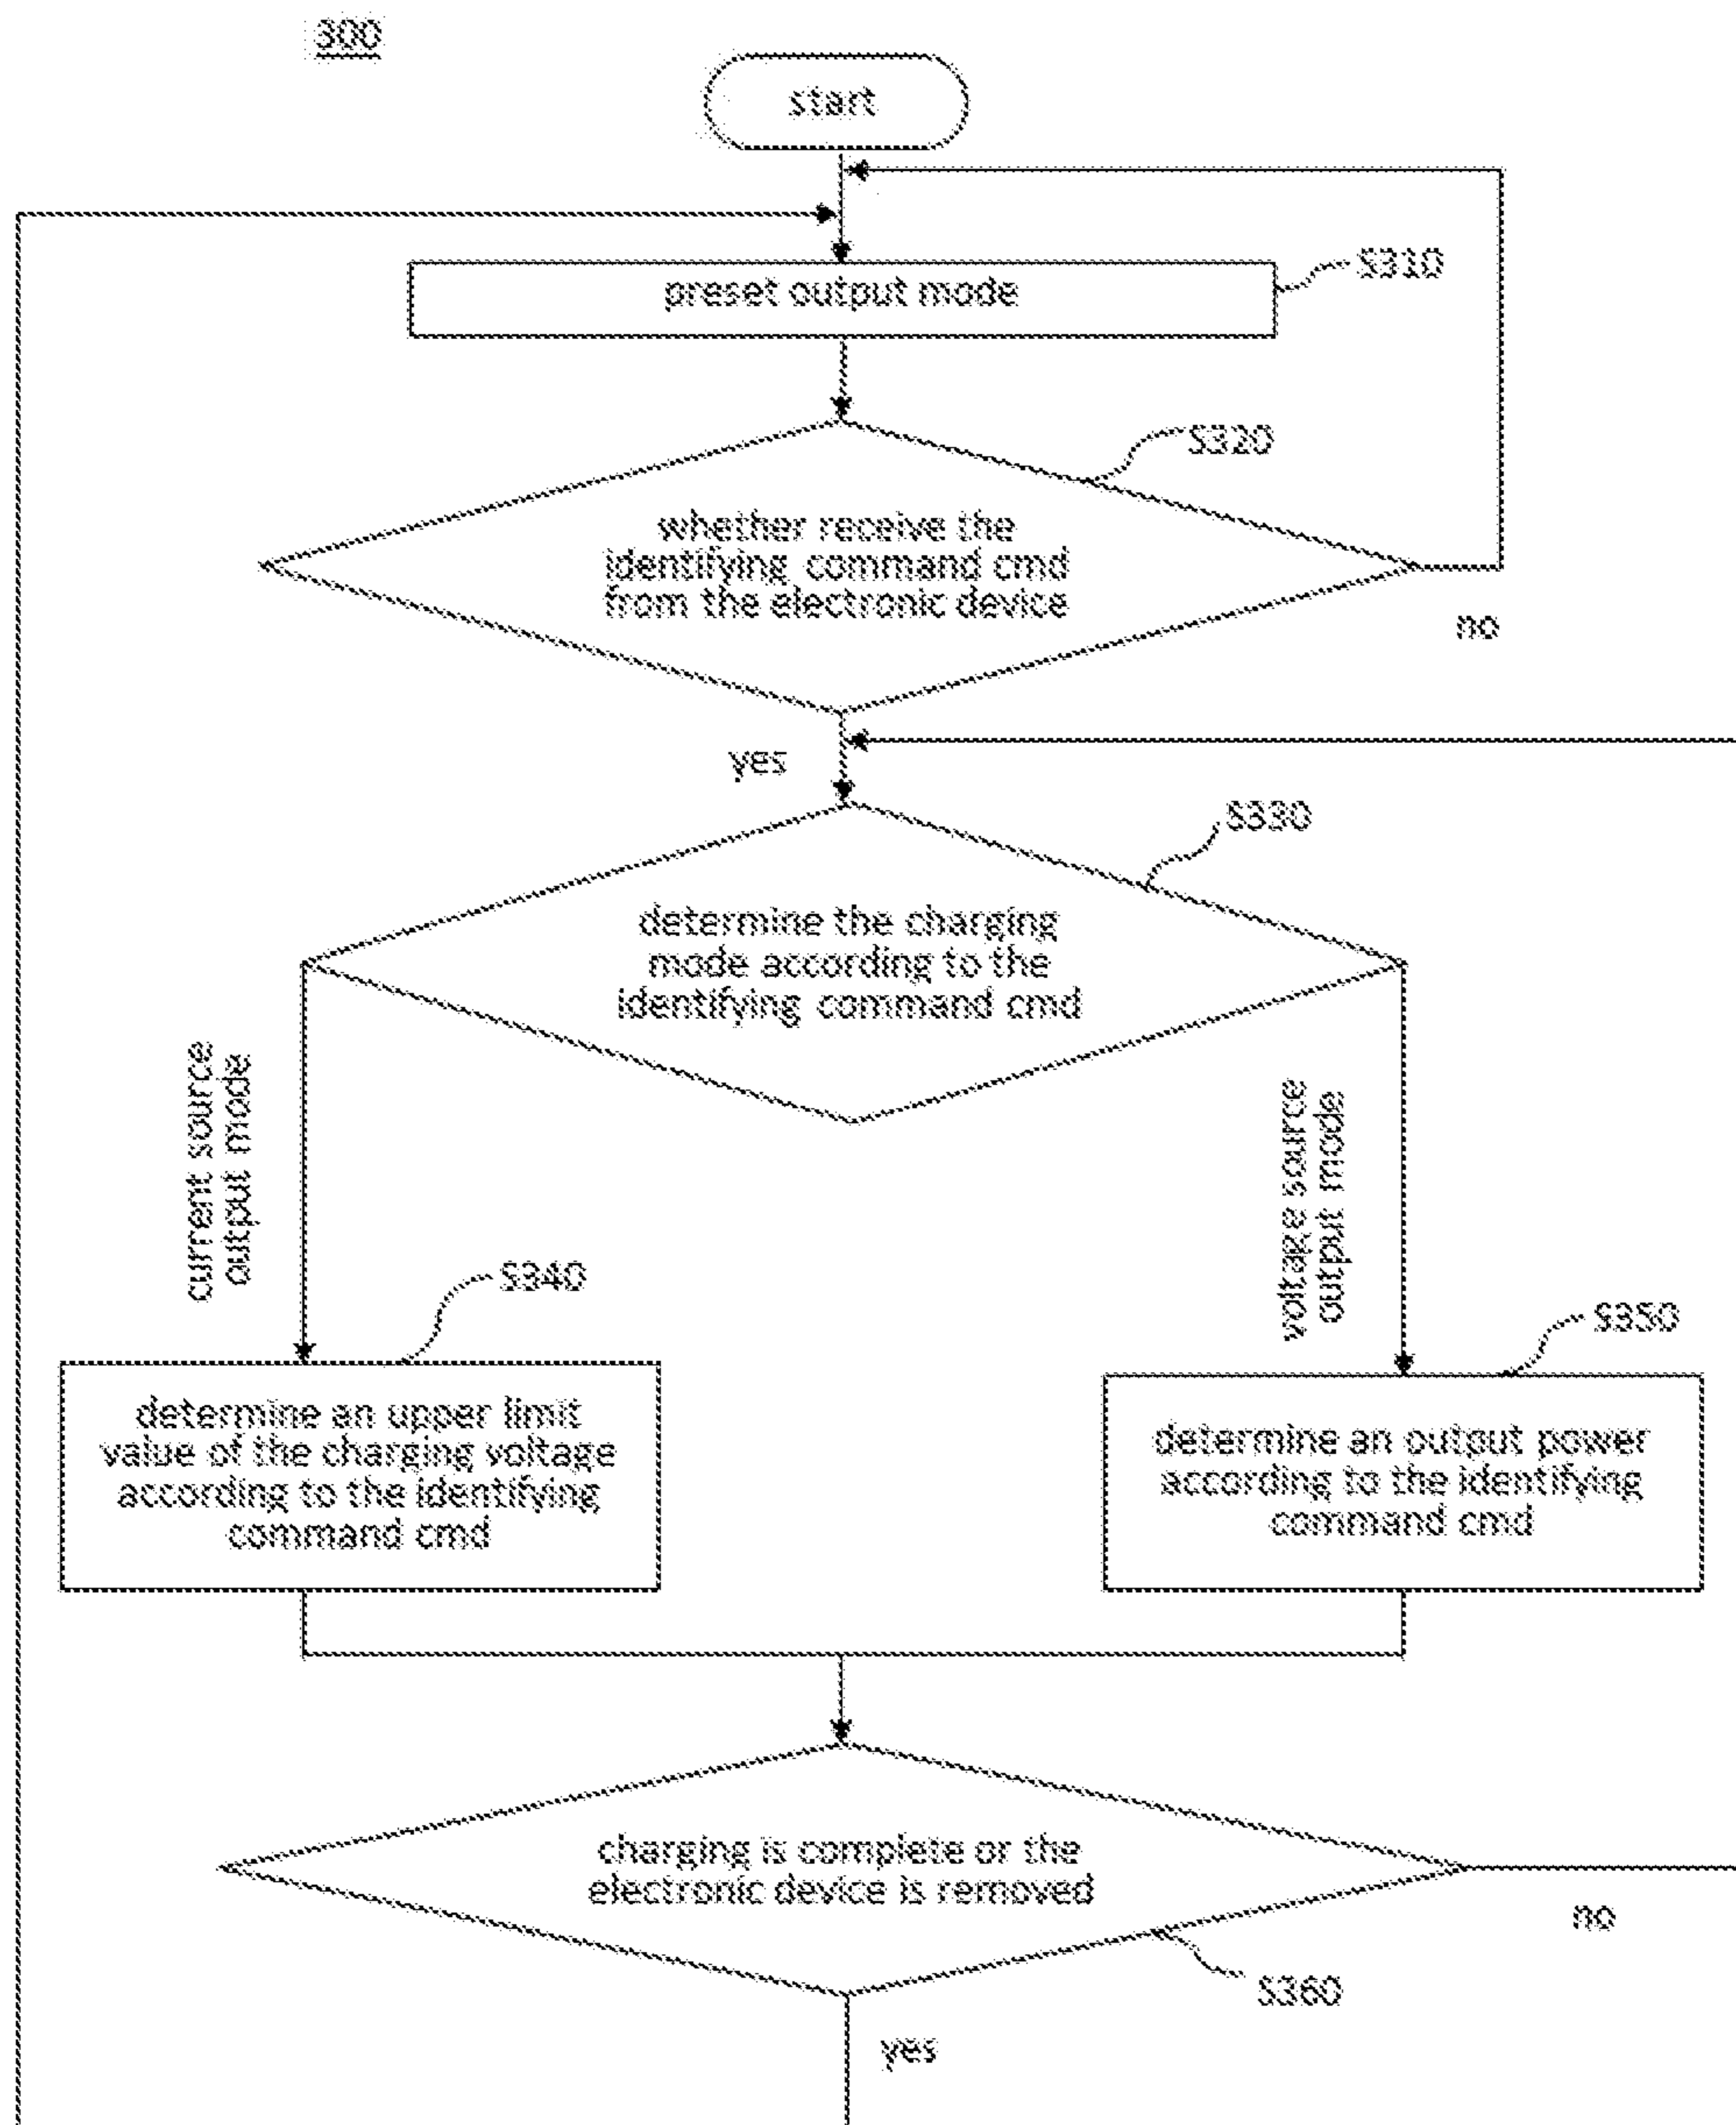 300
start
preset output mode
S310
S320
whether receive the
identifying command cmd
from the electronic device
no
yes
S330
determine the charging
mode according to the
identifying command cmd
current source
output mode
voltage source
output mode
S340
S350
determine an upper limit
value of the charging voltage
according to the identifying
command cmd
determine an output power
according to the identifying
command cmd
charging is complete or the
electronic device is removed
no
S360
yes